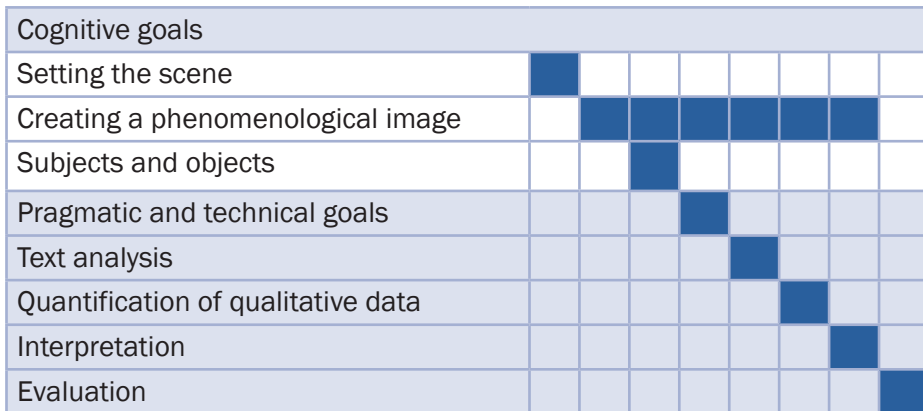 Cognitive goals
Setting the scene
Creating a phenomenological image
Subjects and objects
Pragmatic and technical goals
Text analysis
Quantification of qualitative data
Interpretation
Evaluation